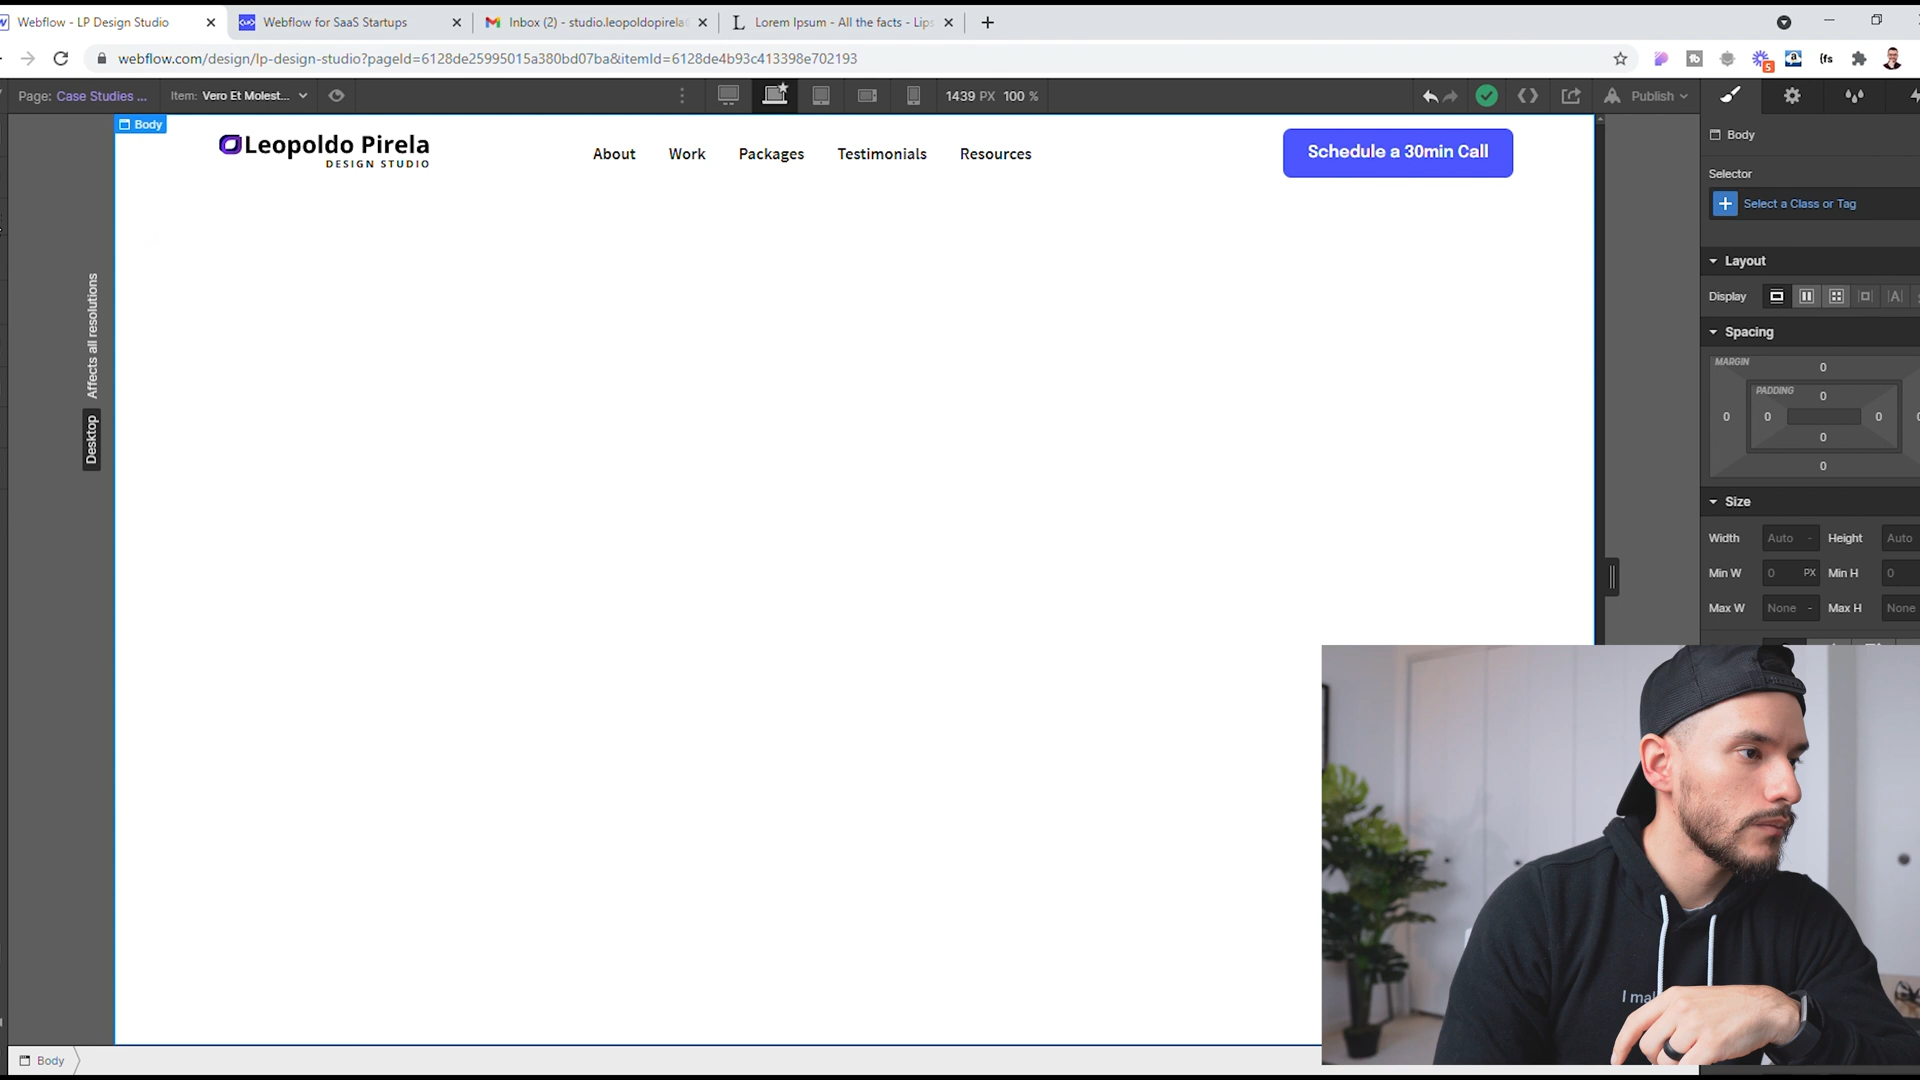 Webflow - LP Design Studio
Webflow for SaaS Startups
Inbox (2) - studio.leopoldopirela
Lorem Ipsum - All the facts - Lips
webflow.com/design/lp-design-studio?pageId=6128de25995015a380bd07ba&itemId=6128de4b93c413398e702193
5
{fs
Page: Case Studies ...
Item: Vero Et Molest...
1439 PX 100 %
Publish
Body
Leopoldo Pirela
DESIGN STUDIO
About
Work
Packages
Testimonials
Resources
Schedule a 30min Call
Affects all resolutions
Desktop
Body
Selector
Select a Class or Tag
Layout
Display
Spacing
MARGIN
0
PADDING
0
0
0
0
0
0
Size
Width
Auto -
Height
Auto
Min W
0 PX
Min H
0
Max W
None -
Max H
None
Body